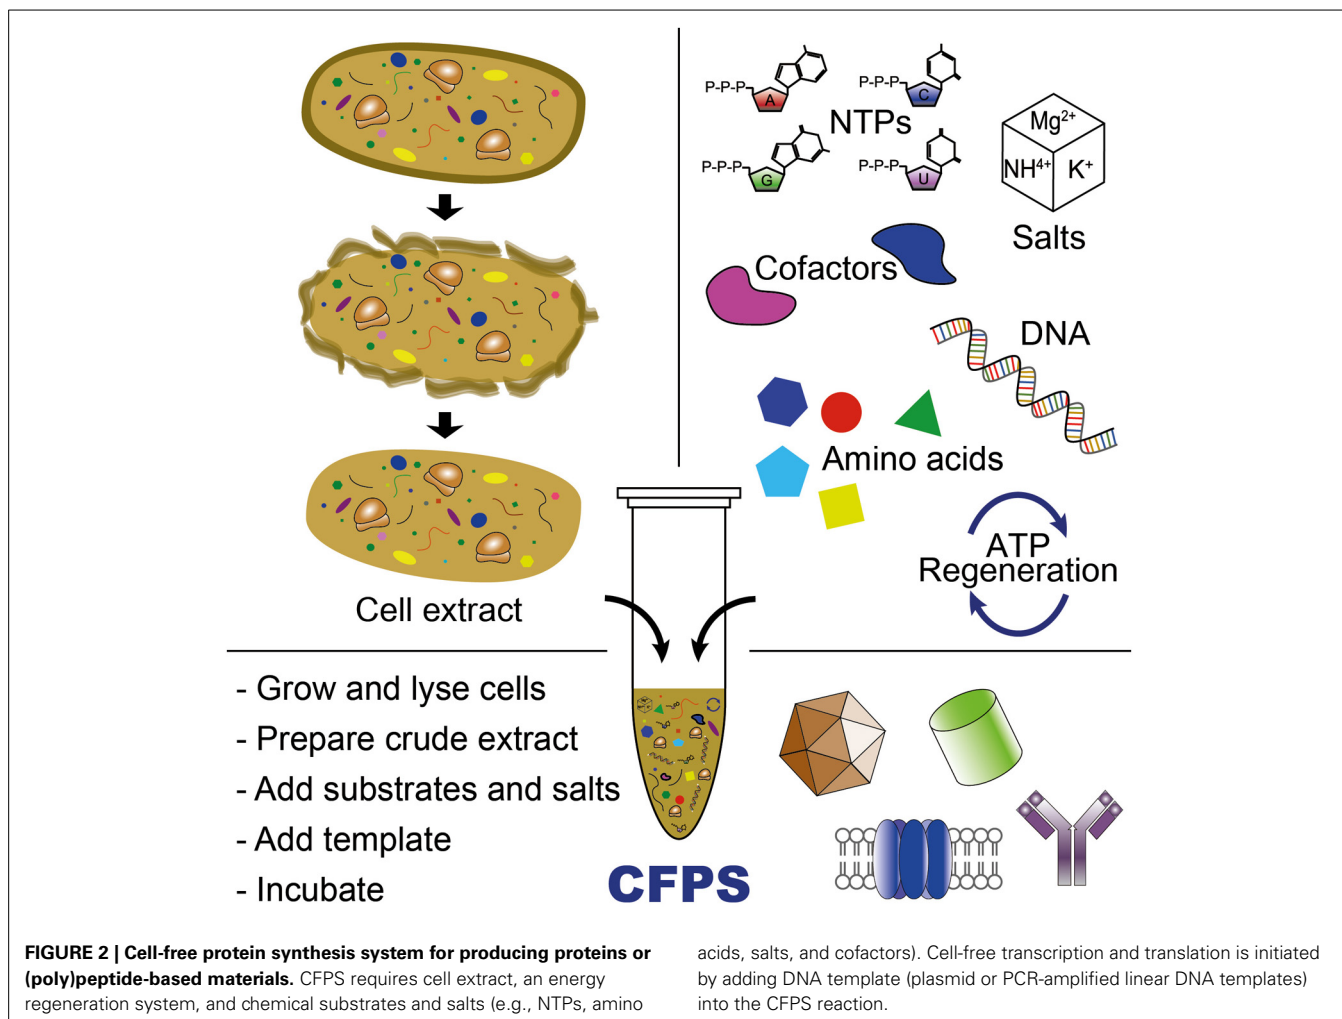 P-P-P
A
P-P-P
C
NTPs
P-P-P
G
P-P-P
U
Mg2+
NH4+
K+
Salts
Cofactors
DNA
Amino acids
ATP
Regeneration
Cell extract
- Grow and lyse cells
- Prepare crude extract
- Add substrates and salts
- Add template
- Incubate
CFPS
FIGURE 2 | Cell-free protein synthesis system for producing proteins or
(poly)peptide-based materials. CFPS requires cell extract, an energy
regeneration system, and chemical substrates and salts (e.g., NTPs, amino
acids, salts, and cofactors). Cell-free transcription and translation is initiated
by adding DNA template (plasmid or PCR-amplified linear DNA templates)
into the CFPS reaction.